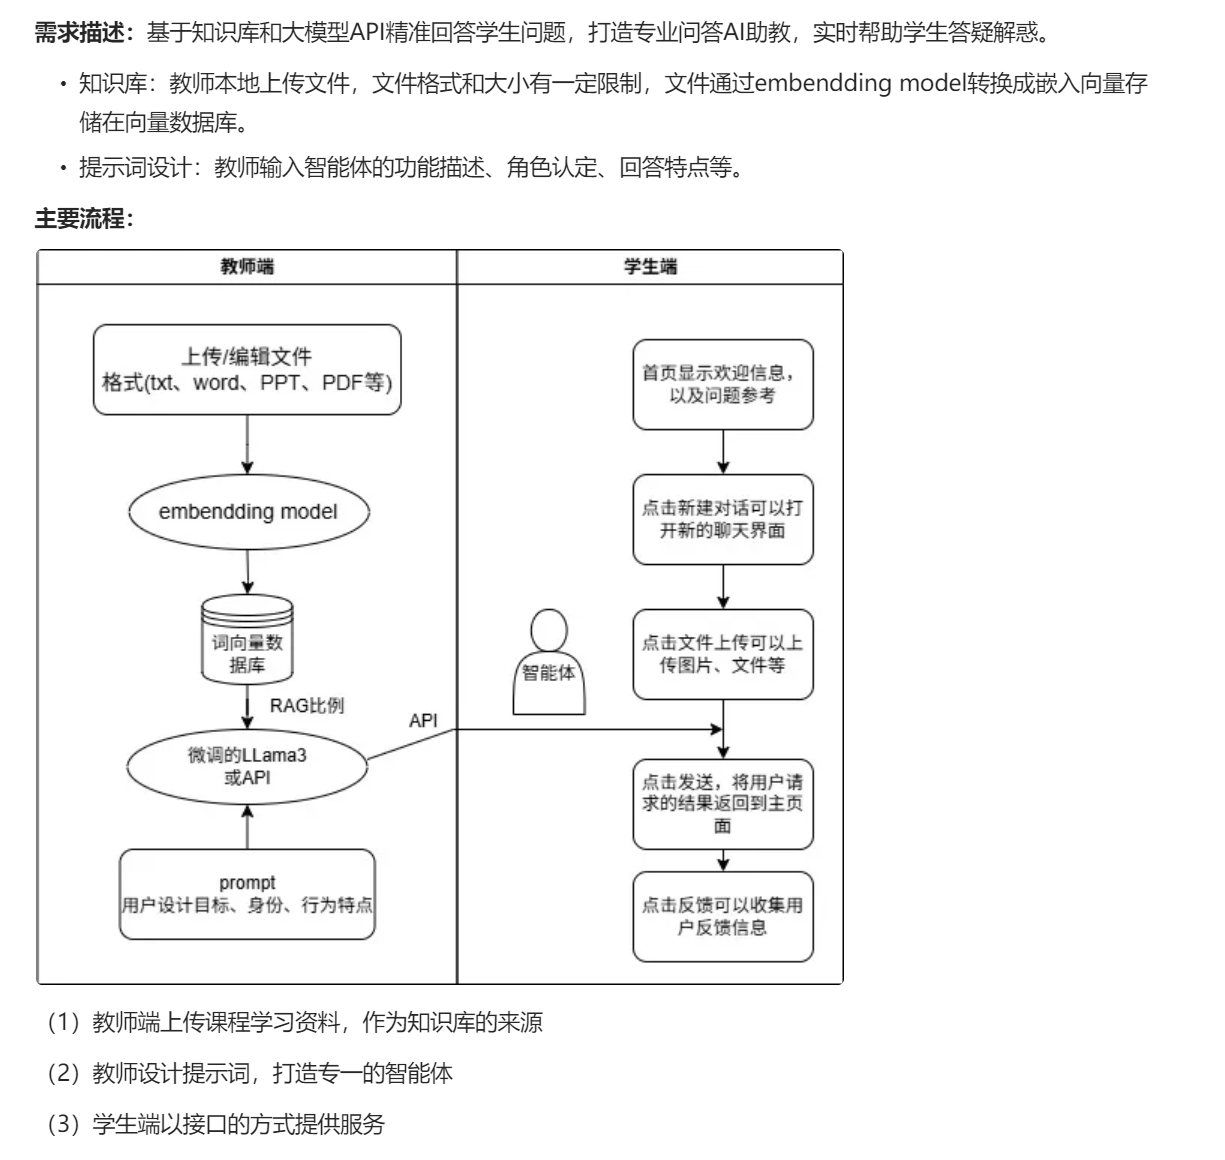 需求描述：基于知识库和大模型API精准回答学生问题，打造专业问答AI助教，实时帮助学生答疑解惑。
• 知识库：教师本地上传文件，文件格式和大小有一定限制，文件通过embendding model转换成嵌入向量存
储在向量数据库。
• 提示词设计：教师输入智能体的功能描述、角色认定、回答特点等。
主要流程：
教师端
上传/编辑文件
格式(txt、word、PPT、PDF等)
embendding model
词向量数
据库
RAG比例
微调的LLama3
或API
API
prompt
用户设计目标、身份、行为特点
学生端
首页显示欢迎信息，
以及问题参考
点击新建对话可以打
开新的聊天界面
点击文件上传可以上
传图片、文件等
智能体
点击发送，将用户请
求的结果返回到主页
面
点击反馈可以收集用
户反馈信息
（1）教师端上传课程学习资料，作为知识库的来源
（2）教师设计提示词，打造专一的智能体
（3）学生端以接口的方式提供服务